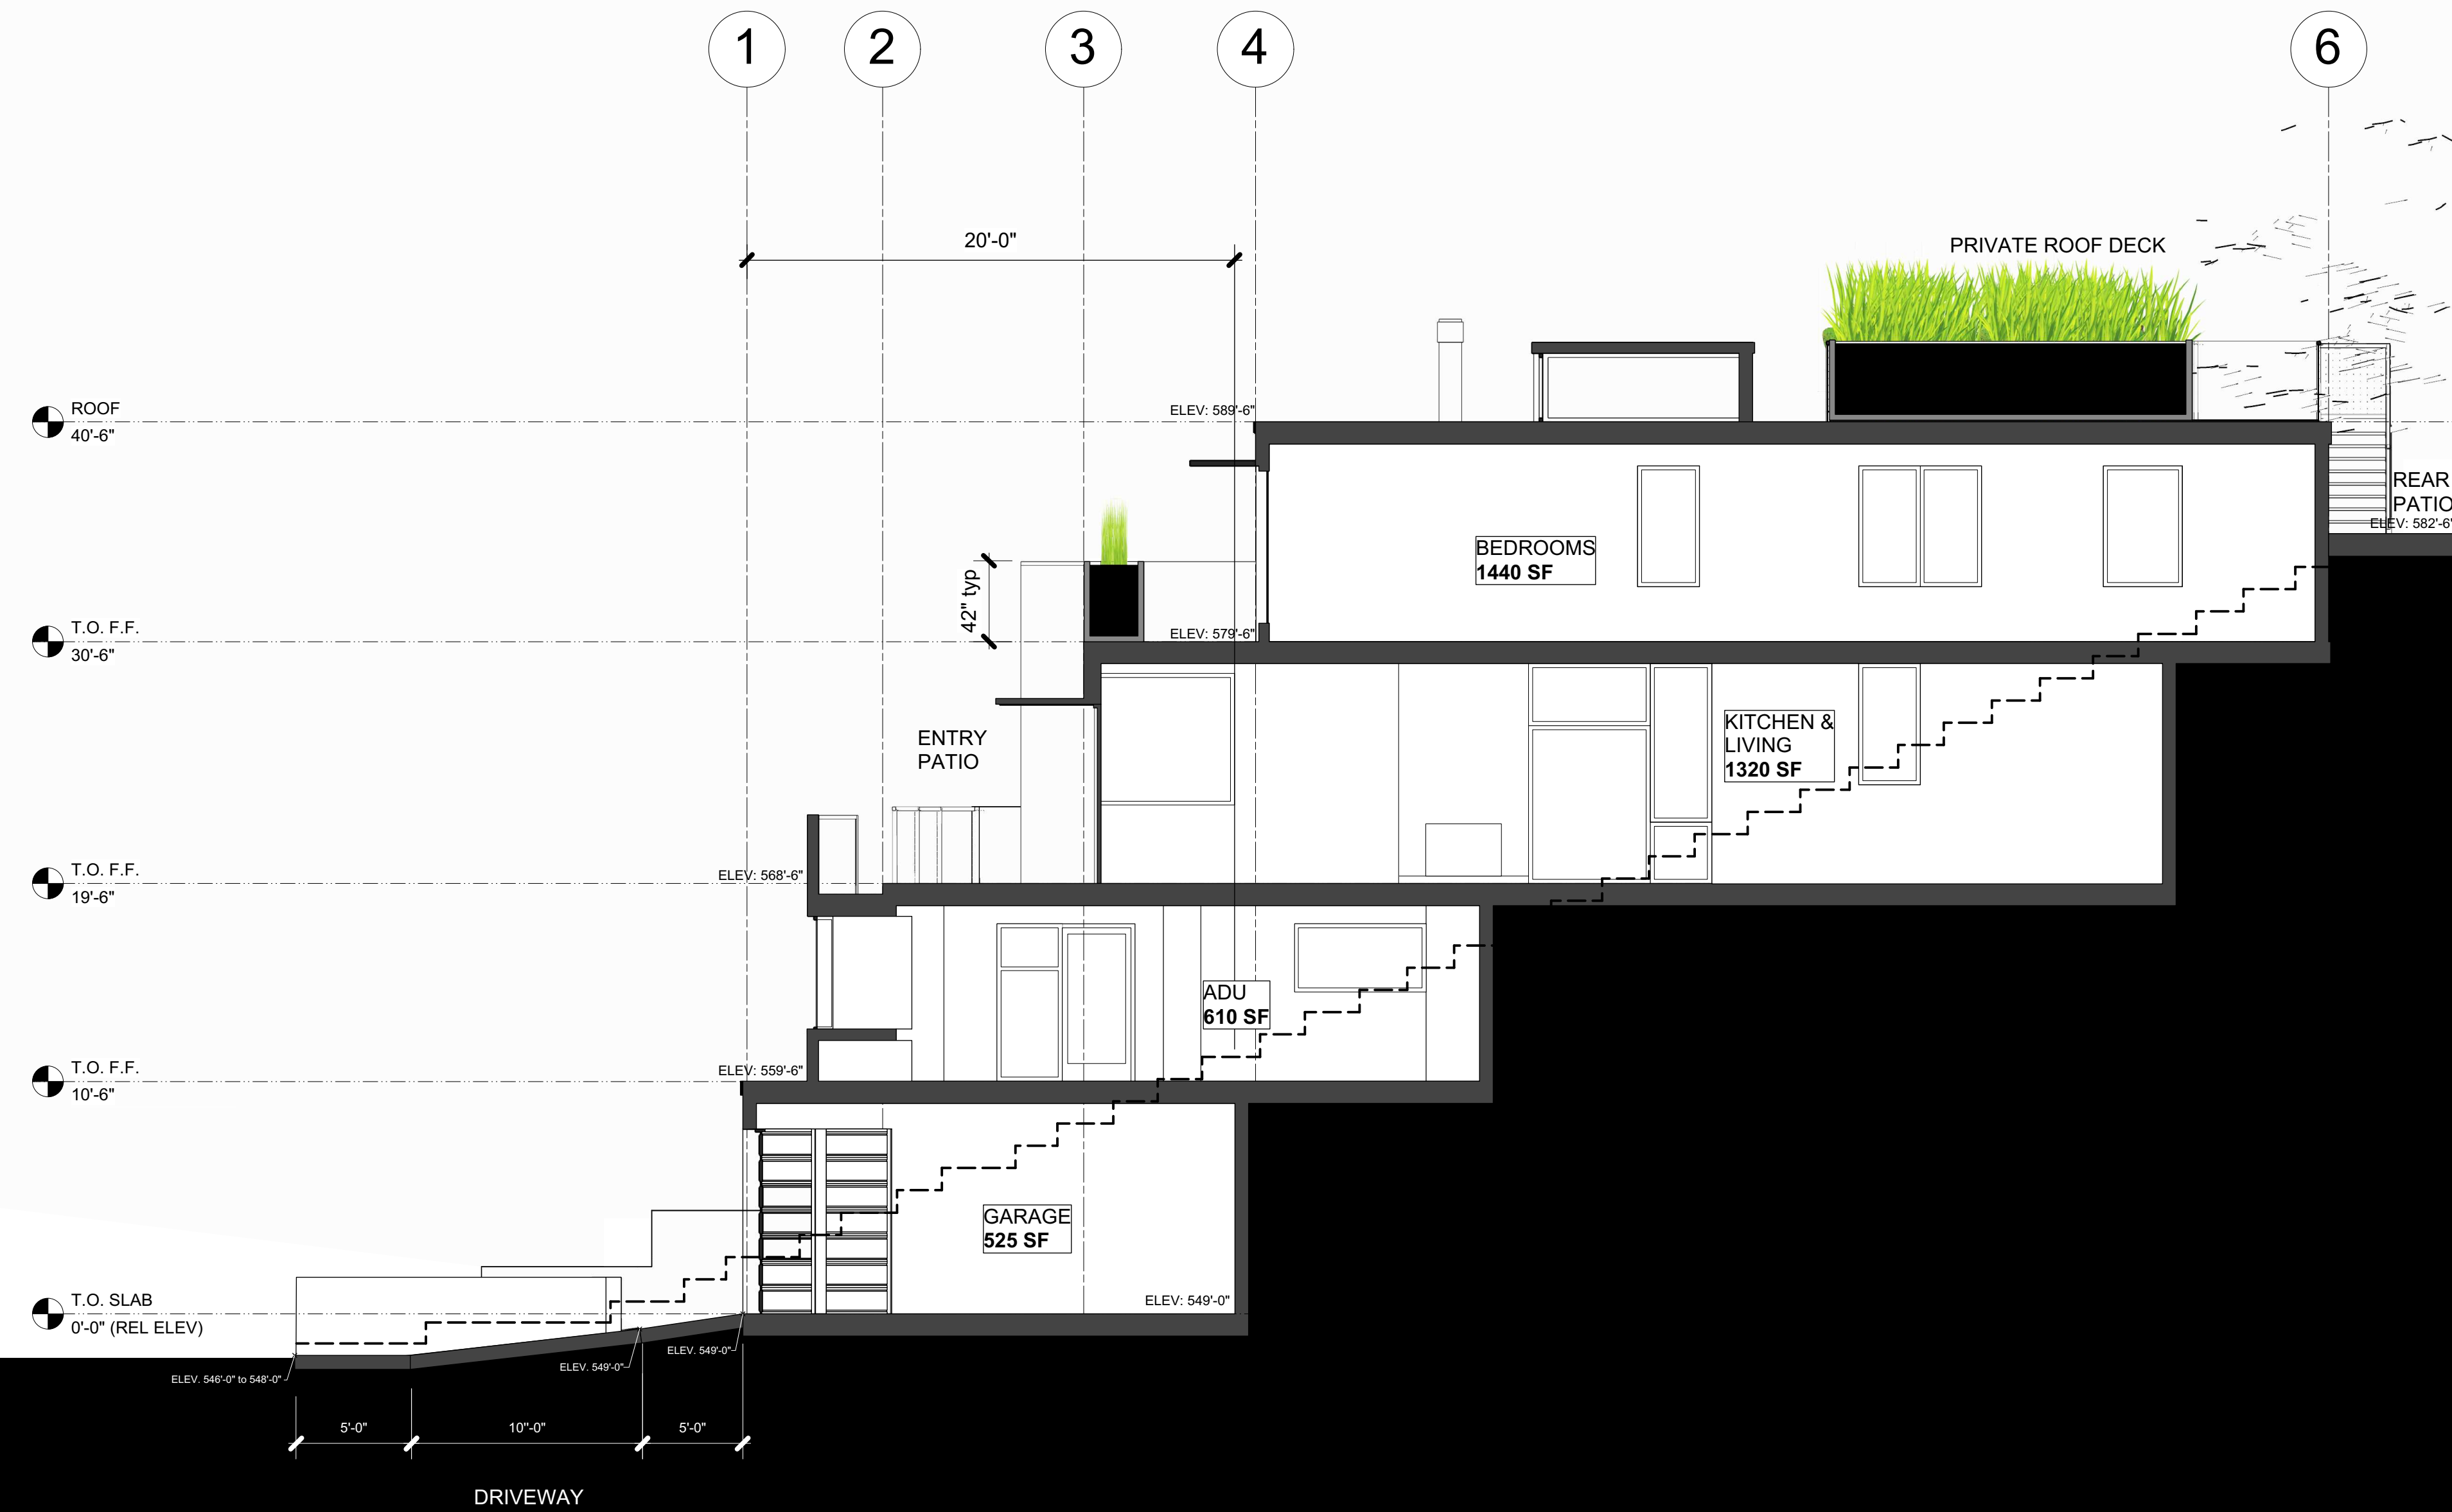 1
2
3
4
6
20'-0"
PRIVATE ROOF DECK
ROOF
40'-6"
ELEV: 589'-6"
REAR
PATIO
ELEV: 582'-6"
BEDROOMS
1440 SF
42" typ
T.O. F.F.
30'-6"
ELEV: 579'-6"
ENTRY
PATIO
KITCHEN &
LIVING
1320 SF
T.O. F.F.
19'-6"
ELEV: 568'-6"
ADU
610 SF
T.O. F.F.
10'-6"
ELEV: 559'-6"
GARAGE
525 SF
T.O. SLAB
0'-0" (REL ELEV)
ELEV: 549'-0"
ELEV. 549'-0"
ELEV. 549'-0"
ELEV. 546'-0" to 548'-0"
5'-0"
10"-0"
5'-0"
DRIVEWAY